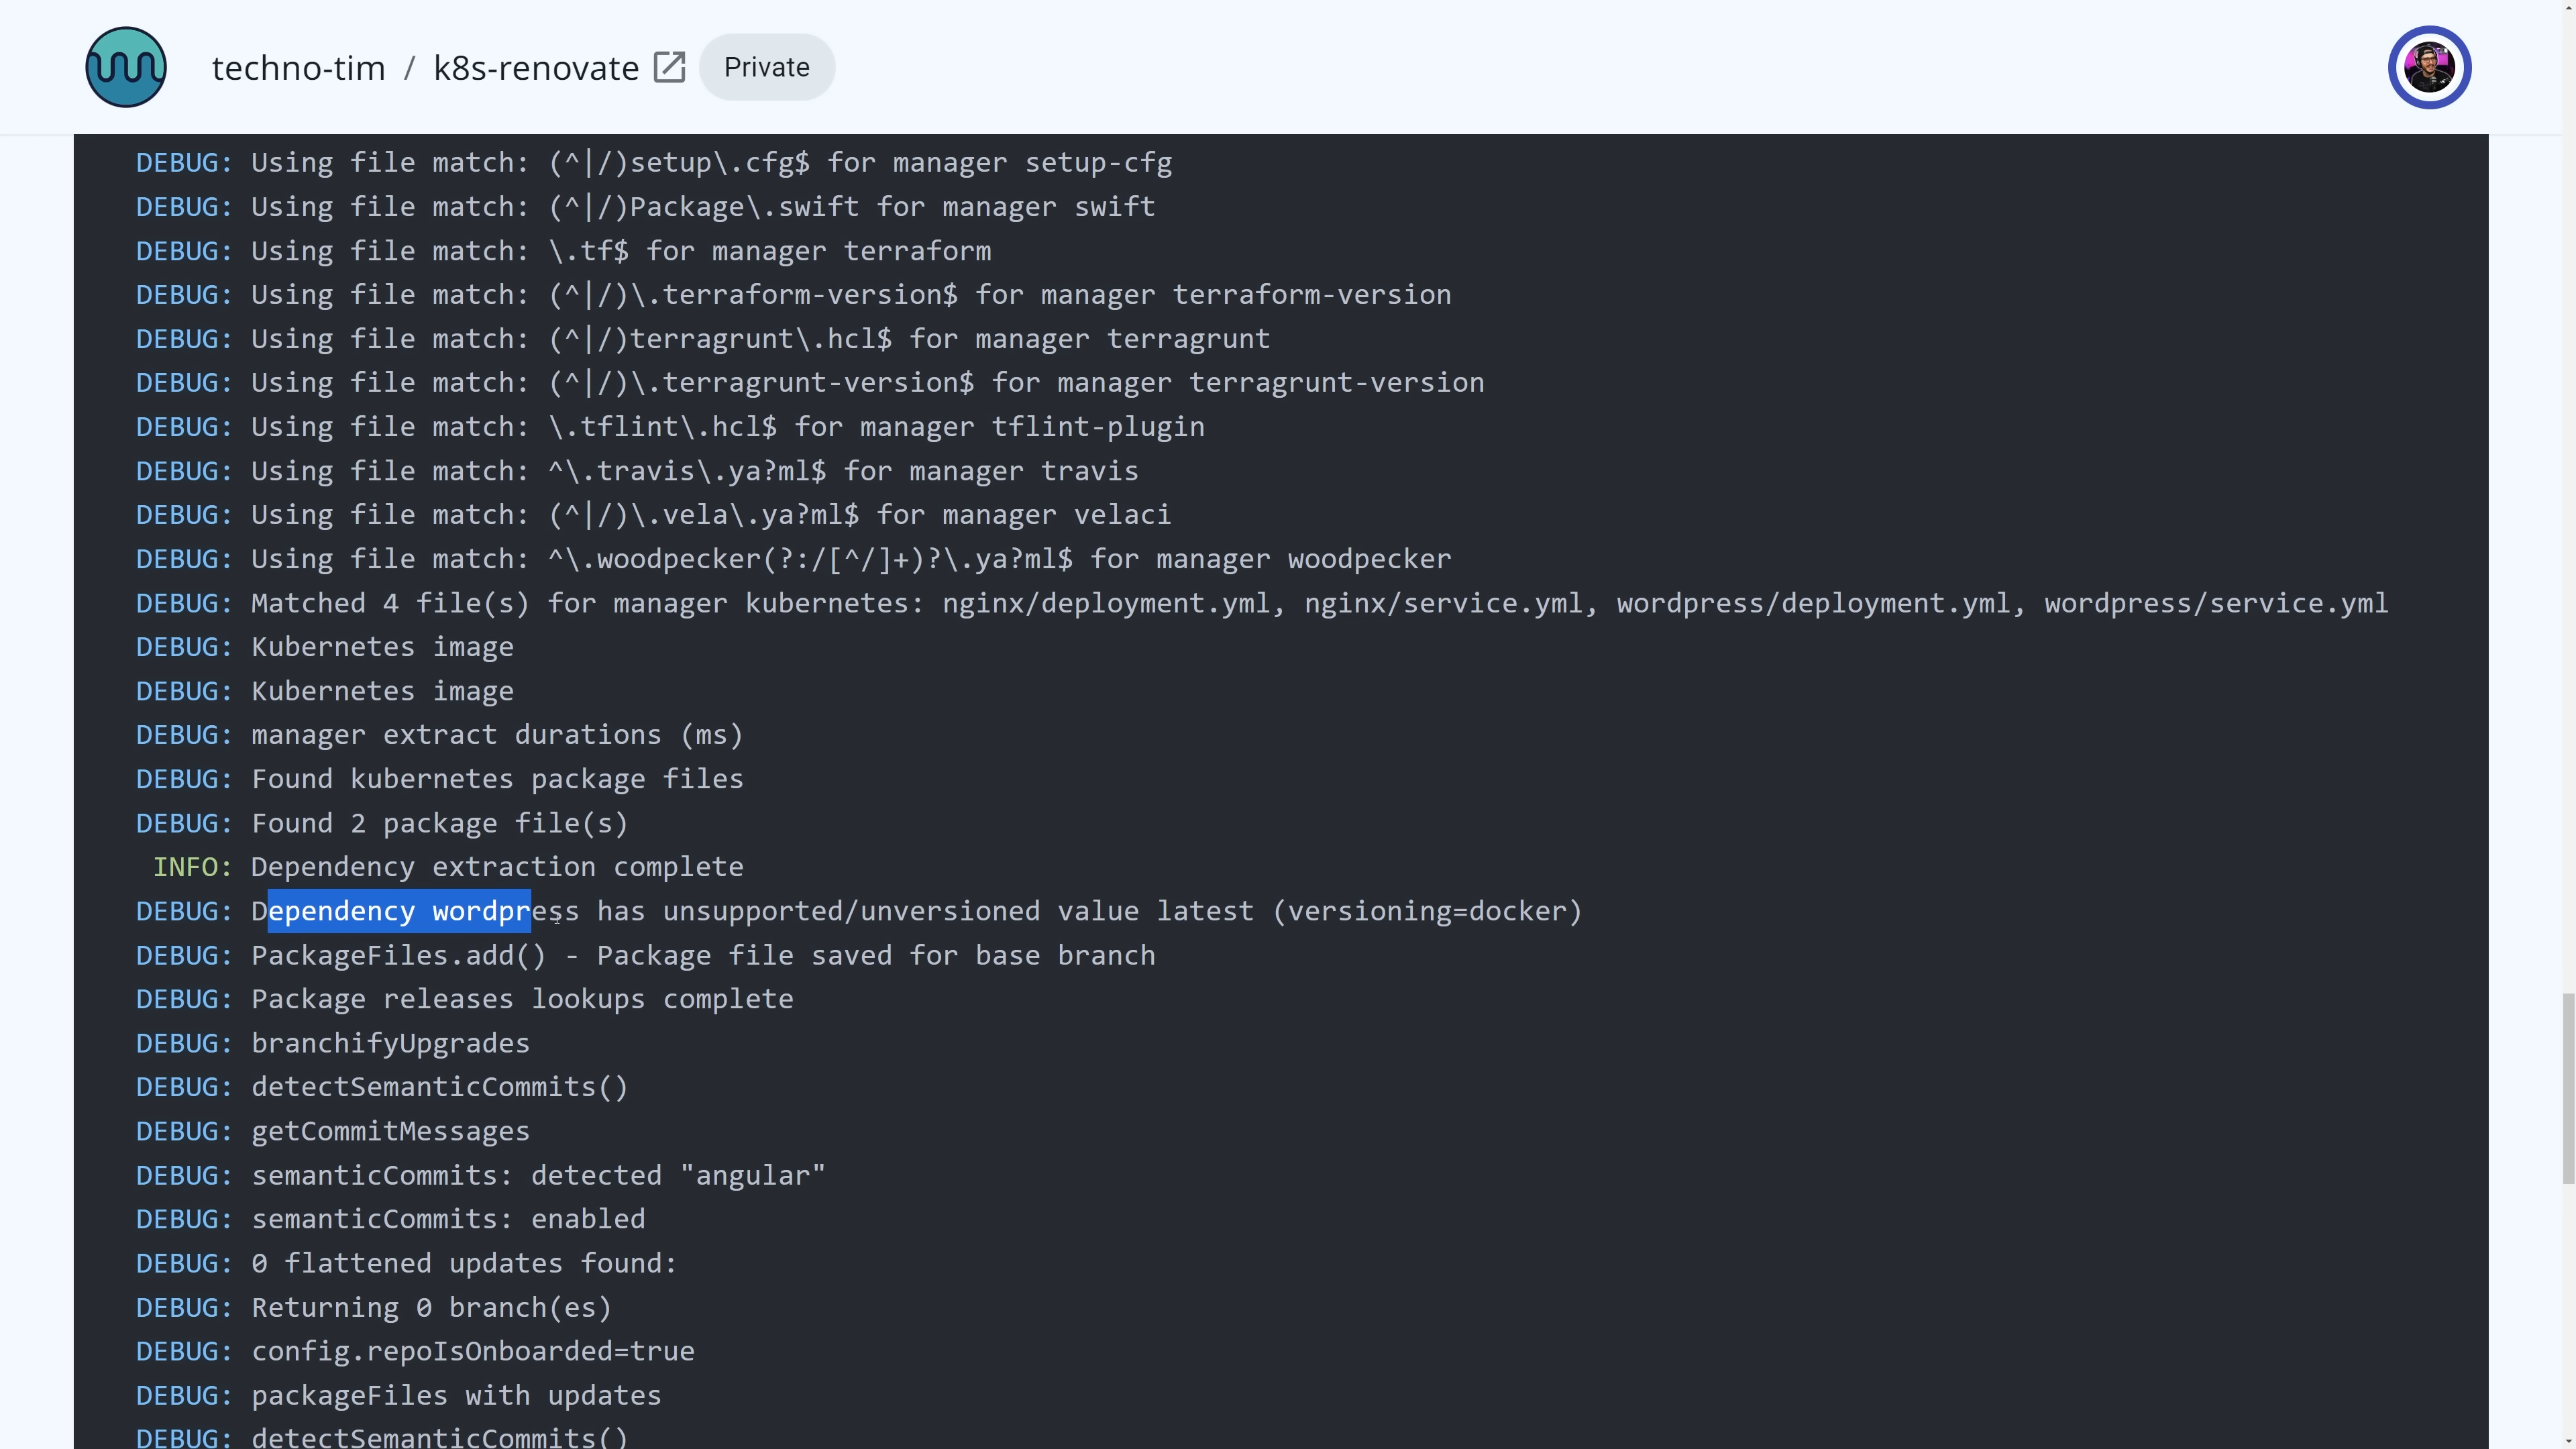 techno-tim / k8s-renovate Private
DEBUG: Using file match: (^|/)setup\.cfg$ for manager setup-cfg
DEBUG: Using file match: (^|/)Package\.swift for manager swift
DEBUG: Using file match: \.tf$ for manager terraform
DEBUG: Using file match: (^|/)\.terraform-version$ for manager terraform-version
DEBUG: Using file match: (^|/)terragrunt\.hcl$ for manager terragrunt
DEBUG: Using file match: (^|/)\.terragrunt-version$ for manager terragrunt-version
DEBUG: Using file match: \.tflint\.hcl$ for manager tflint-plugin
DEBUG: Using file match: ^\.travis\.ya?ml$ for manager travis
DEBUG: Using file match: (^|/)\.vela\.ya?ml$ for manager velaci
DEBUG: Using file match: ^\.woodpecker(?:/[^/]+)?\.ya?ml$ for manager woodpecker
DEBUG: Matched 4 file(s) for manager kubernetes: nginx/deployment.yml, nginx/service.yml, wordpress/deployment.yml, wordpress/service.yml
DEBUG: Kubernetes image
DEBUG: Kubernetes image
DEBUG: manager extract durations (ms)
DEBUG: Found kubernetes package files
DEBUG: Found 2 package file(s)
INFO: Dependency extraction complete
DEBUG: Dependency wordpress has unsupported/unversioned value latest (versioning=docker)
DEBUG: PackageFiles.add() - Package file saved for base branch
DEBUG: Package releases lookups complete
DEBUG: branchifyUpgrades
DEBUG: detectSemanticCommits()
DEBUG: getCommitMessages
DEBUG: semanticCommits: detected "angular"
DEBUG: semanticCommits: enabled
DEBUG: 0 flattened updates found:
DEBUG: Returning 0 branch(es)
DEBUG: config.repoIsOnboarded=true
DEBUG: packageFiles with updates
DEBUG: detectSemanticCommits()